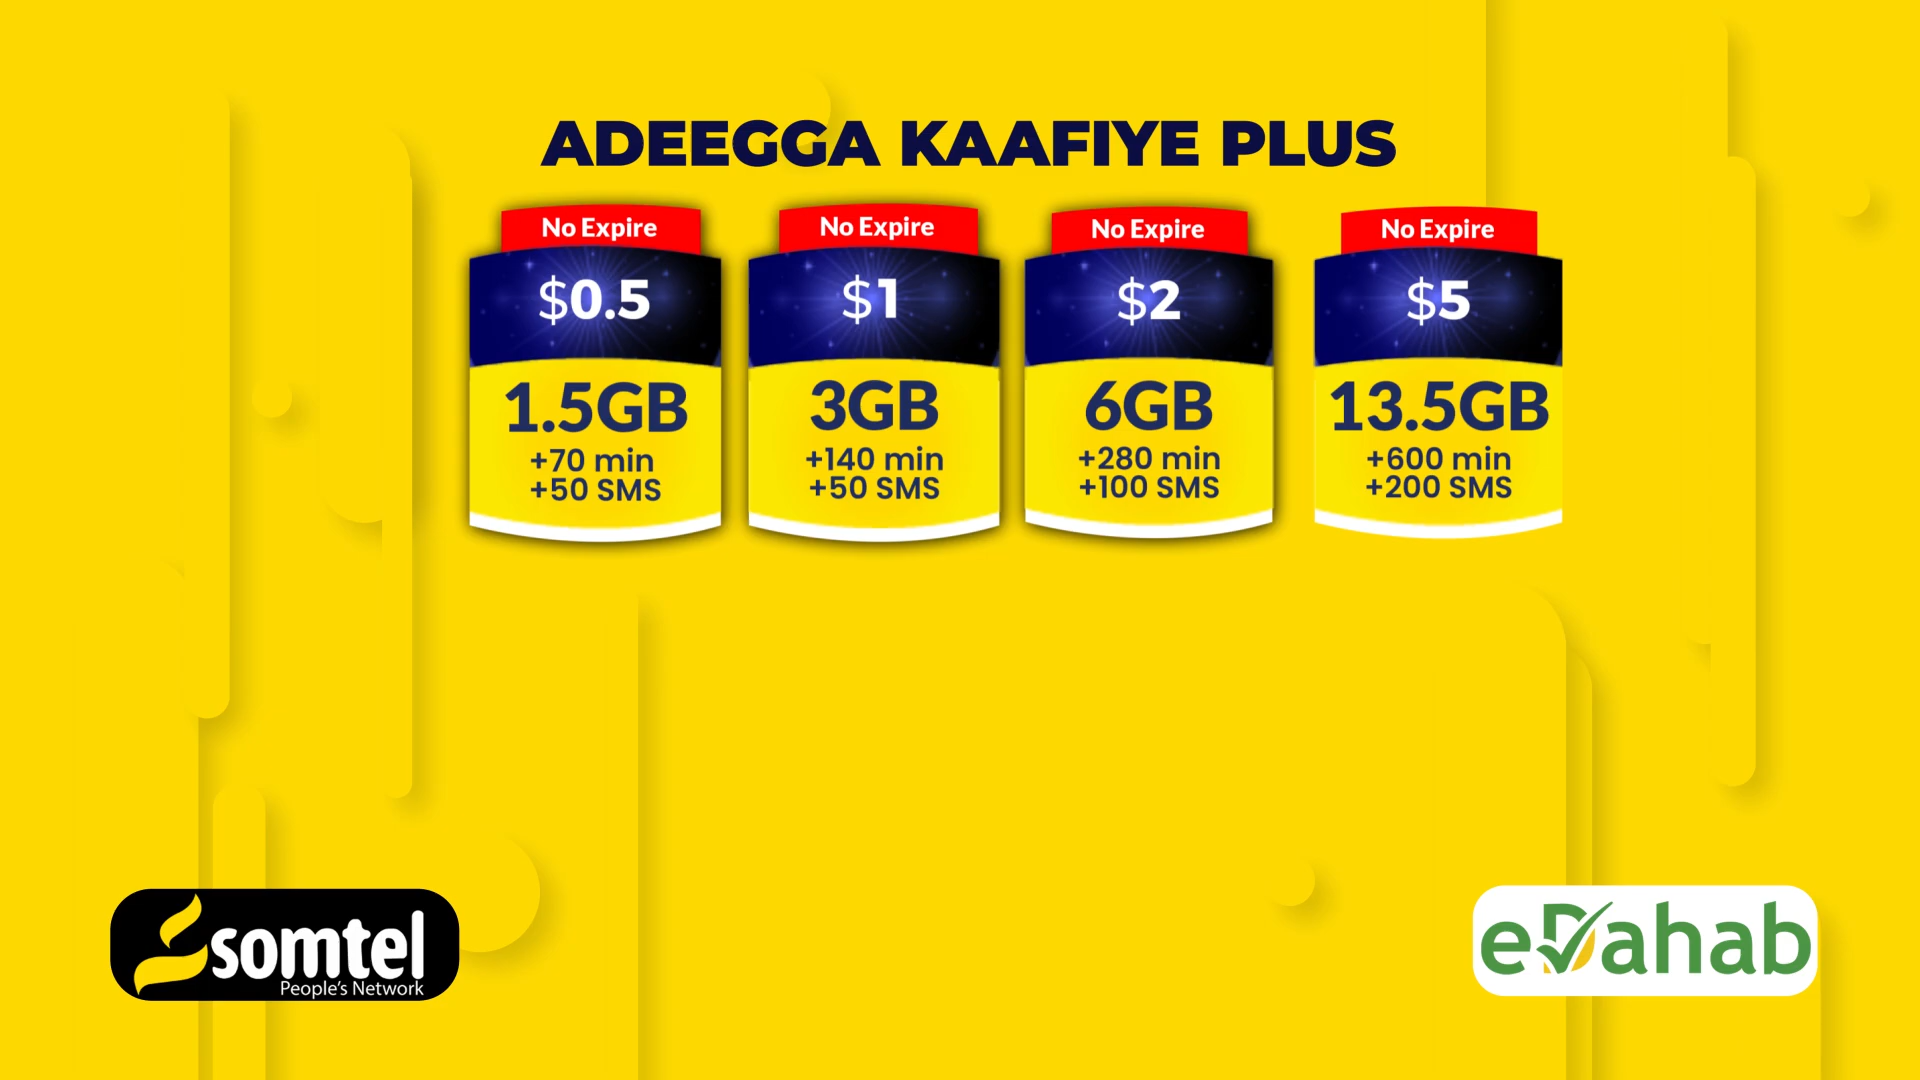 ADEEGGA KAAFIYE PLUS
No Expire
$0.5
1.5GB
+70 min
+50 SMS
No Expire
$1
3GB
+140 min
+50 SMS
No Expire
$2
6GB
+280 min
+100 SMS
No Expire
$5
13.5GB
+600 min
+200 SMS
somtel
People's Network
eDahab